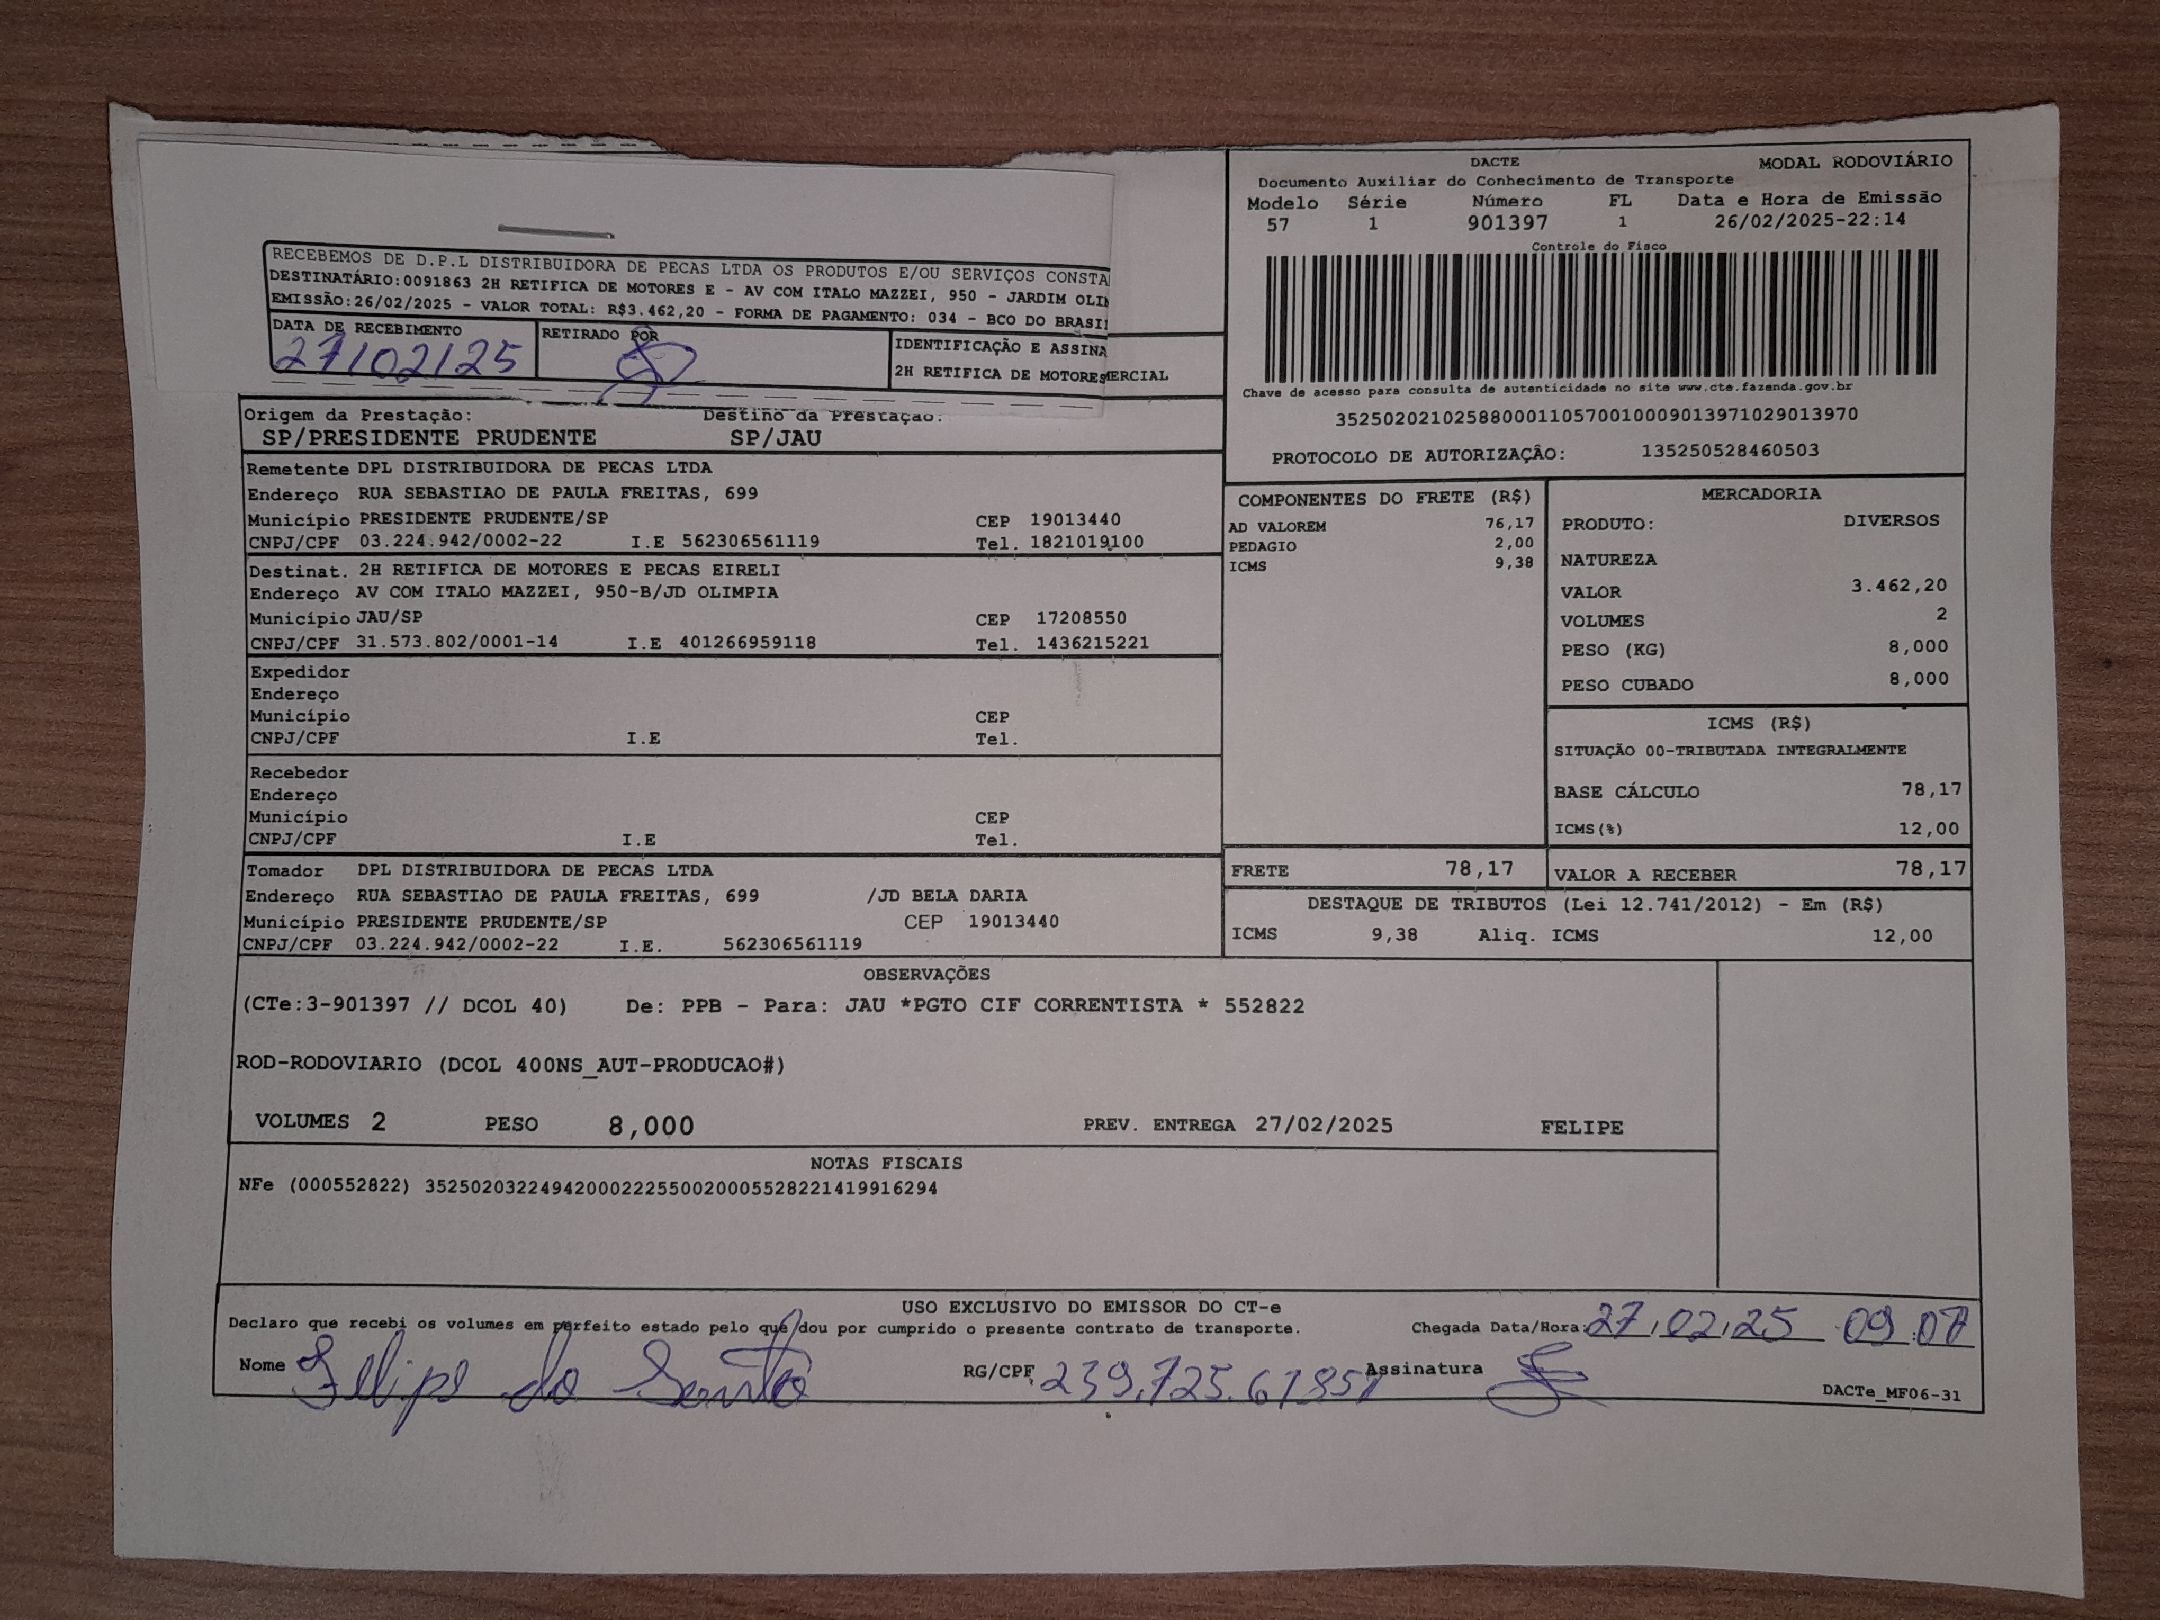 RECEBEMOS DE D.P.L DISTRIBUIDORA DE PECAS LTDA OS PRODUTOS E/OU SERVIÇOS CONSTA
DESTINATÁRIO:0091863 2H RETIFICA DE MOTORES E - AV COM ITALO MAZZEI, 950 - JARDIM OLIM
EMISSÃO:26/02/2025 - VALOR TOTAL: R$3.462,20 - FORMA DE PAGAMENTO: 034 - BCO DO BRASI
DATA DE RECEBIMENTO RETIRADO POR IDENTIFICAÇÃO E ASSINA
27/02/25 2H RETIFICA DE MOTORES MERCIAL
DACTE MODAL RODOVIÁRIO
Documento Auxiliar do Conhecimento de Transporte
Modelo Série Número FL Data e Hora de Emissão
57 1 901397 1 26/02/2025-22:14
Controle do Fisco
Chave de acesso para consulta de autenticidade no site www.cte.fazenda.gov.br
35250202102588000110570010009013971029013970
PROTOCOLO DE AUTORIZAÇÃO: 135250528460503
Origem da Prestação: Destino da Prestação:
SP/PRESIDENTE PRUDENTE SP/JAU
Remetente DPL DISTRIBUIDORA DE PECAS LTDA
Endereço RUA SEBASTIAO DE PAULA FREITAS, 699
Município PRESIDENTE PRUDENTE/SP CEP 19013440
CNPJ/CPF 03.224.942/0002-22 I.E 562306561119 Tel. 1821019100
Destinat. 2H RETIFICA DE MOTORES E PECAS EIRELI
Endereço AV COM ITALO MAZZEI, 950-B/JD OLIMPIA
Município JAU/SP CEP 17208550
CNPJ/CPF 31.573.802/0001-14 I.E 401266959118 Tel. 1436215221
Expedidor
Endereço
Município CEP
CNPJ/CPF I.E Tel.
Recebedor
Endereço
Município CEP
CNPJ/CPF I.E Tel.
Tomador DPL DISTRIBUIDORA DE PECAS LTDA
Endereço RUA SEBASTIAO DE PAULA FREITAS, 699 /JD BELA DARIA
Município PRESIDENTE PRUDENTE/SP CEP 19013440
CNPJ/CPF 03.224.942/0002-22 I.E. 562306561119
COMPONENTES DO FRETE (R$)
AD VALOREM 76,17
PEDAGIO 2,00
ICMS 9,38
MERCADORIA
PRODUTO: DIVERSOS
NATUREZA
VALOR 3.462,20
VOLUMES 2
PESO (KG) 8,000
PESO CUBADO 8,000
ICMS (R$)
SITUAÇÃO 00-TRIBUTADA INTEGRALMENTE
BASE CÁLCULO 78,17
ICMS(%) 12,00
FRETE 78,17 VALOR A RECEBER 78,17
DESTAQUE DE TRIBUTOS (Lei 12.741/2012) - Em (R$)
ICMS 9,38 Aliq. ICMS 12,00
OBSERVAÇÕES
(CTe:3-901397 // DCOL 40) De: PPB - Para: JAU *PGTO CIF CORRENTISTA * 552822
ROD-RODOVIARIO (DCOL 400NS_AUT-PRODUCAO#)
VOLUMES 2 PESO 8,000 PREV. ENTREGA 27/02/2025 FELIPE
NOTAS FISCAIS
NFe (000552822) 35250203224942000222550020005528221419916294
USO EXCLUSIVO DO EMISSOR DO CT-e
Declaro que recebi os volumes em perfeito estado pelo que dou por cumprido o presente contrato de transporte. Chegada Data/Hora: 27,02,25 09:07
Nome Felipe do Santo RG/CPF Assinatura
DACTe_MF06-31